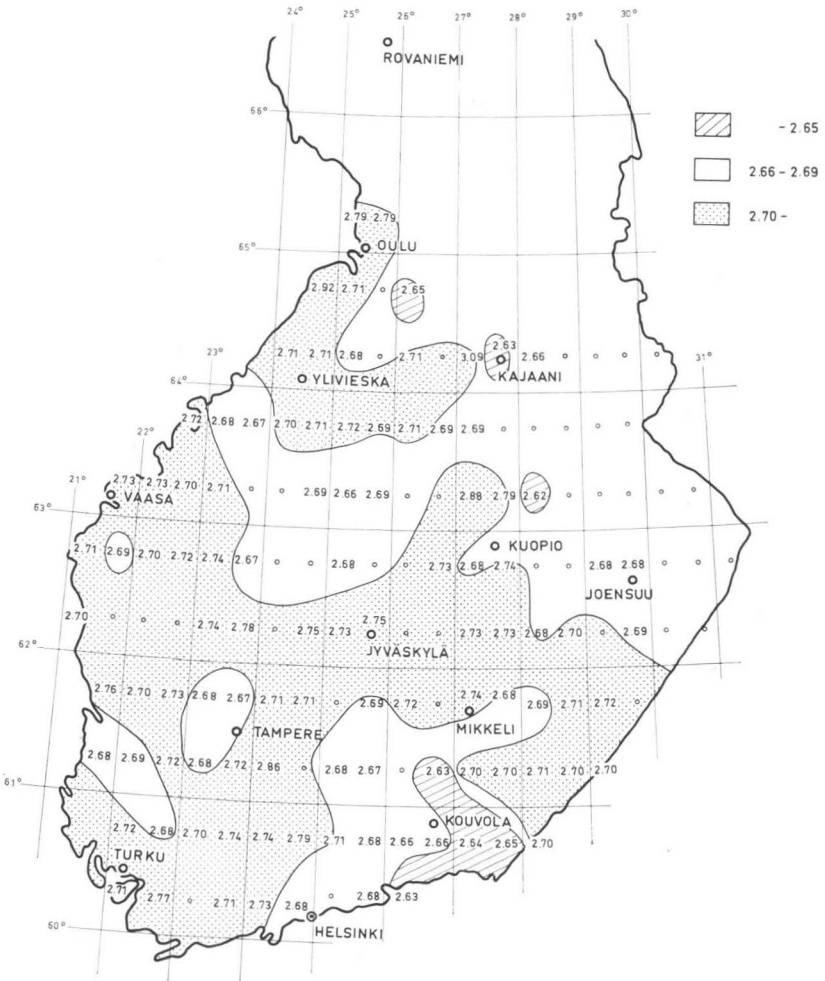 24° 25° 26° 27° 28° 29° 30°
ROVANIEMI
66°
- 2.65
2.66 - 2.69
2.70 -
2.79 2.79
65° OULU
2.92 2.71 2.65
2.63
23° 2.71 2.71 2.68 2.71 3.09 2.66 31°
64° YLIVIESKA KAJAANI
2.72 2.68 2.67 2.70 2.71 2.72 2.69 2.71 2.69 2.69
22°
21° 2.73 2.73 2.70 2.71 2.69 2.66 2.69 2.88 2.79 2.62
VAASA
63°
KUOPIO
2.71 2.69 2.70 2.72 2.74 2.67 2.68 2.73 2.68 2.74 2.68 2.68
JOENSUU
2.75
2.70 2.74 2.78 2.75 2.73 2.73 2.73 2.68 2.70 2.69
62° JYVÄSKYLÄ
2.76 2.70 2.73 2.68 2.67 2.71 2.71 2.69 2.72 2.74 2.68 2.69 2.71 2.72
TAMPERE MIKKELI
2.68 2.69 2.72 2.68 2.72 2.86 2.68 2.67 2.63 2.70 2.70 2.71 2.70 2.70
61°
KOUVOLA
2.72 2.68 2.70 2.74 2.74 2.79 2.71 2.68 2.66 2.66 2.64 2.65 2.70
TURKU
2.71 2.77 2.71 2.73 2.68 2.68 2.63
60° HELSINKI